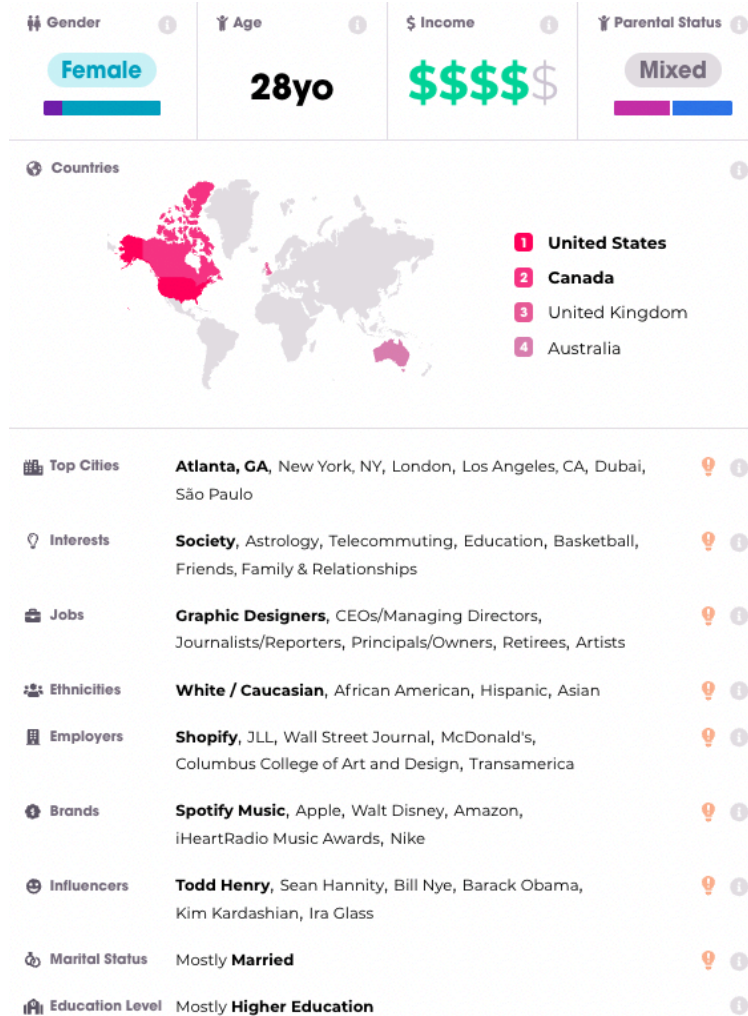 Gender
Age
$ Income
Parental Status
Female
28yo
$$$$$
Mixed
Countries
1 United States
2 Canada
3 United Kingdom
4 Australia
Top Cities
Atlanta, GA, New York, NY, London, Los Angeles, CA, Dubai,
São Paulo
Interests
Society, Astrology, Telecommuting, Education, Basketball,
Friends, Family & Relationships
Jobs
Graphic Designers, CEOs/Managing Directors,
Journalists/Reporters, Principals/Owners, Retirees, Artists
Ethnicities
White / Caucasian, African American, Hispanic, Asian
Employers
Shopify, JLL, Wall Street Journal, McDonald's,
Columbus College of Art and Design, Transamerica
Brands
Spotify Music, Apple, Walt Disney, Amazon,
iHeartRadio Music Awards, Nike
Influencers
Todd Henry, Sean Hannity, Bill Nye, Barack Obama,
Kim Kardashian, Ira Glass
Marital Status
Mostly Married
Education Level
Mostly Higher Education